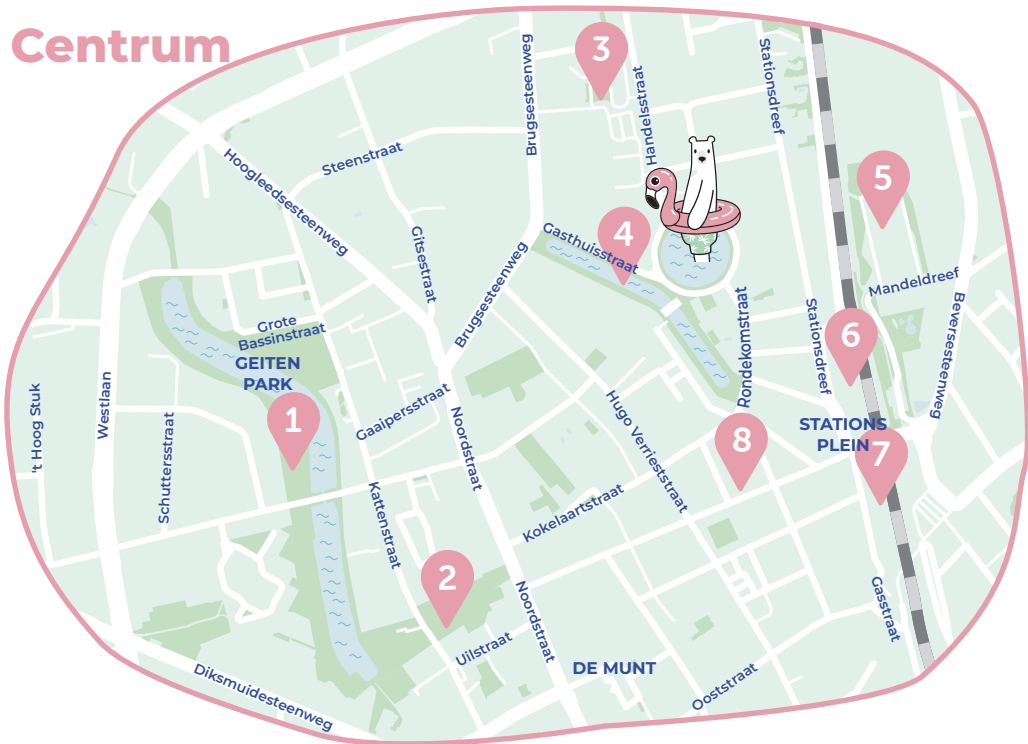 Centrum
3
Brugsesteenweg
Handelsstraat
Stationsdreef
Steenstraat
Hoogleedsesteenweg
5
Gitsestraat
4
Gasthuisstraat
Brugsesteenweg
Mandeldreef
Grote
Bassinstraat
GEITEN
PARK
Rondekomstraat
Stationsdreef
6
Beversesteenweg
't Hoog Stuk
Westlaan
Schuttersstraat
1
Gaaipersstraat
Noordstraat
Hugo Verrieststraat
8
STATIONS
PLEIN
7
Kattenstraat
Kokelaartstraat
2
Uilstraat
Noordstraat
DE MUNT
Ooststraat
Gasstraat
Diksmuidesteenweg